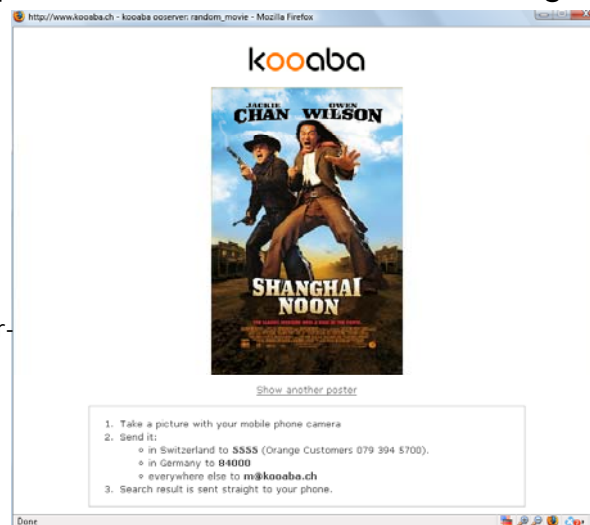 http://www.kooaba.ch - kooaba ooserver: random_movie - Mozilla Firefox
kooaba
JACKIE OWEN
CHAN WILSON
SHANGHAI
NOON
Show another poster
1. Take a picture with your mobile phone camera
2. Send it:
in Switzerland to 5555 (Orange Customers 079 394 5700).
in Germany to 84000
everywhere else to m@kooaba.ch
3. Search result is sent straight to your phone.
Done